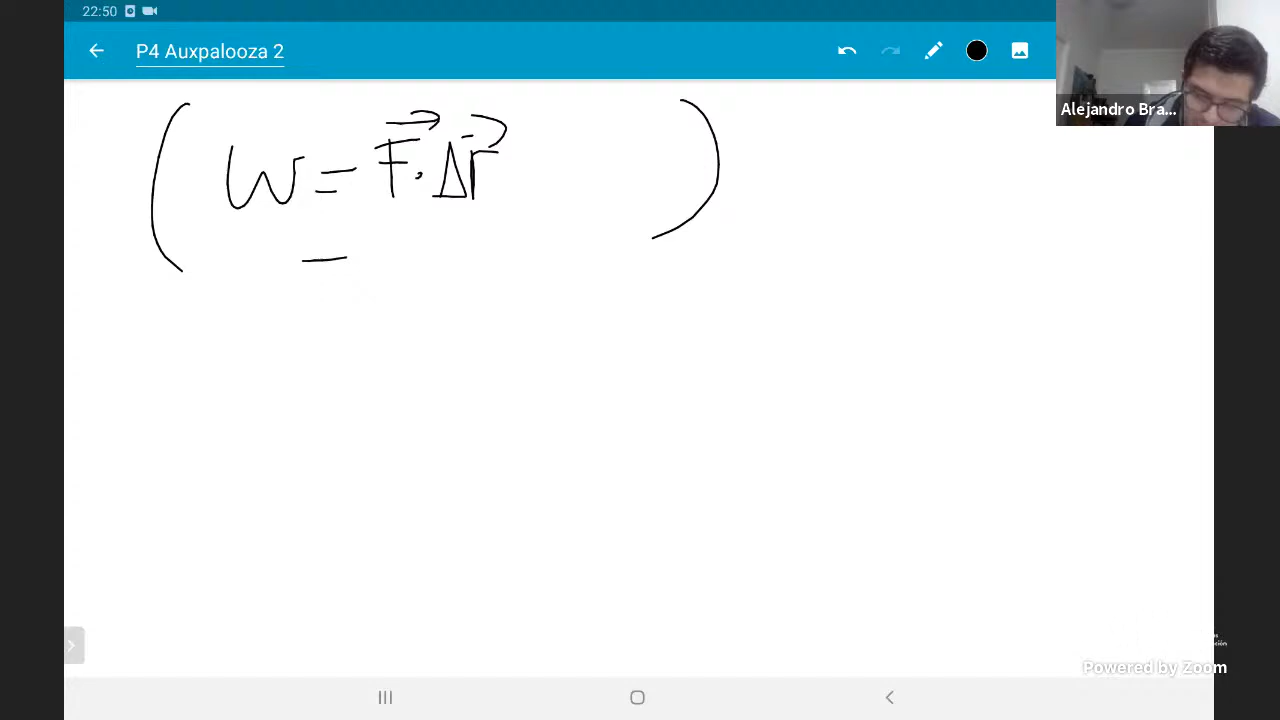 22:50
P4 Auxpalooza 2
Alejandro Bra...
( W = F⃗ · Δr⃗ )
=
Powered by Zoom